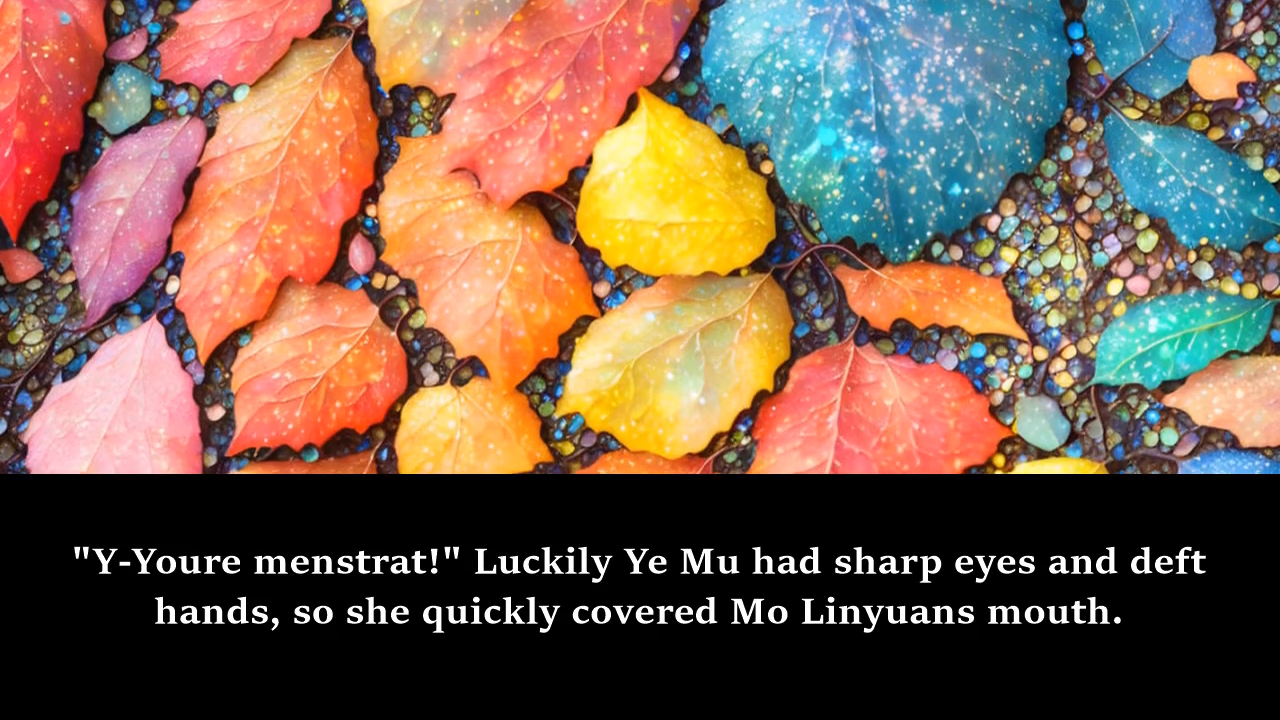 "Y-Youre menstrat!" Luckily Ye Mu had sharp eyes and deft
hands, so she quickly covered Mo Linyuans mouth.